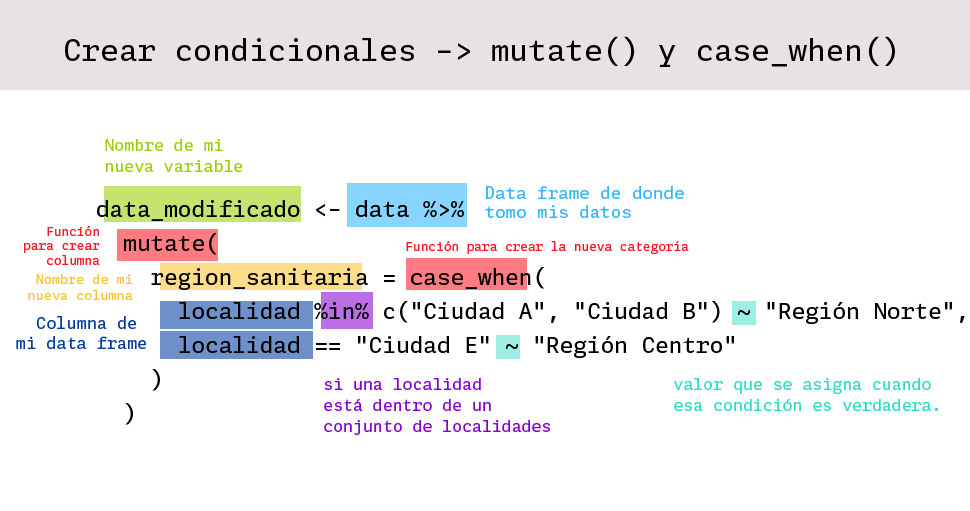 Crear condicionales -> mutate() y case_when()
Nombre de mi
nueva variable
data_modificado <- data %>%
Data frame de donde
tomo mis datos
Función
para crear
columna
mutate(
Función para crear la nueva categoría
Nombre de mi
nueva columna
region_sanitaria = case_when(
Columna de
mi data frame
localidad %in% c("Ciudad A", "Ciudad B") ~ "Región Norte",
localidad == "Ciudad E" ~ "Región Centro"
)
)
si una localidad
está dentro de un
conjunto de localidades
valor que se asigna cuando
esa condición es verdadera.